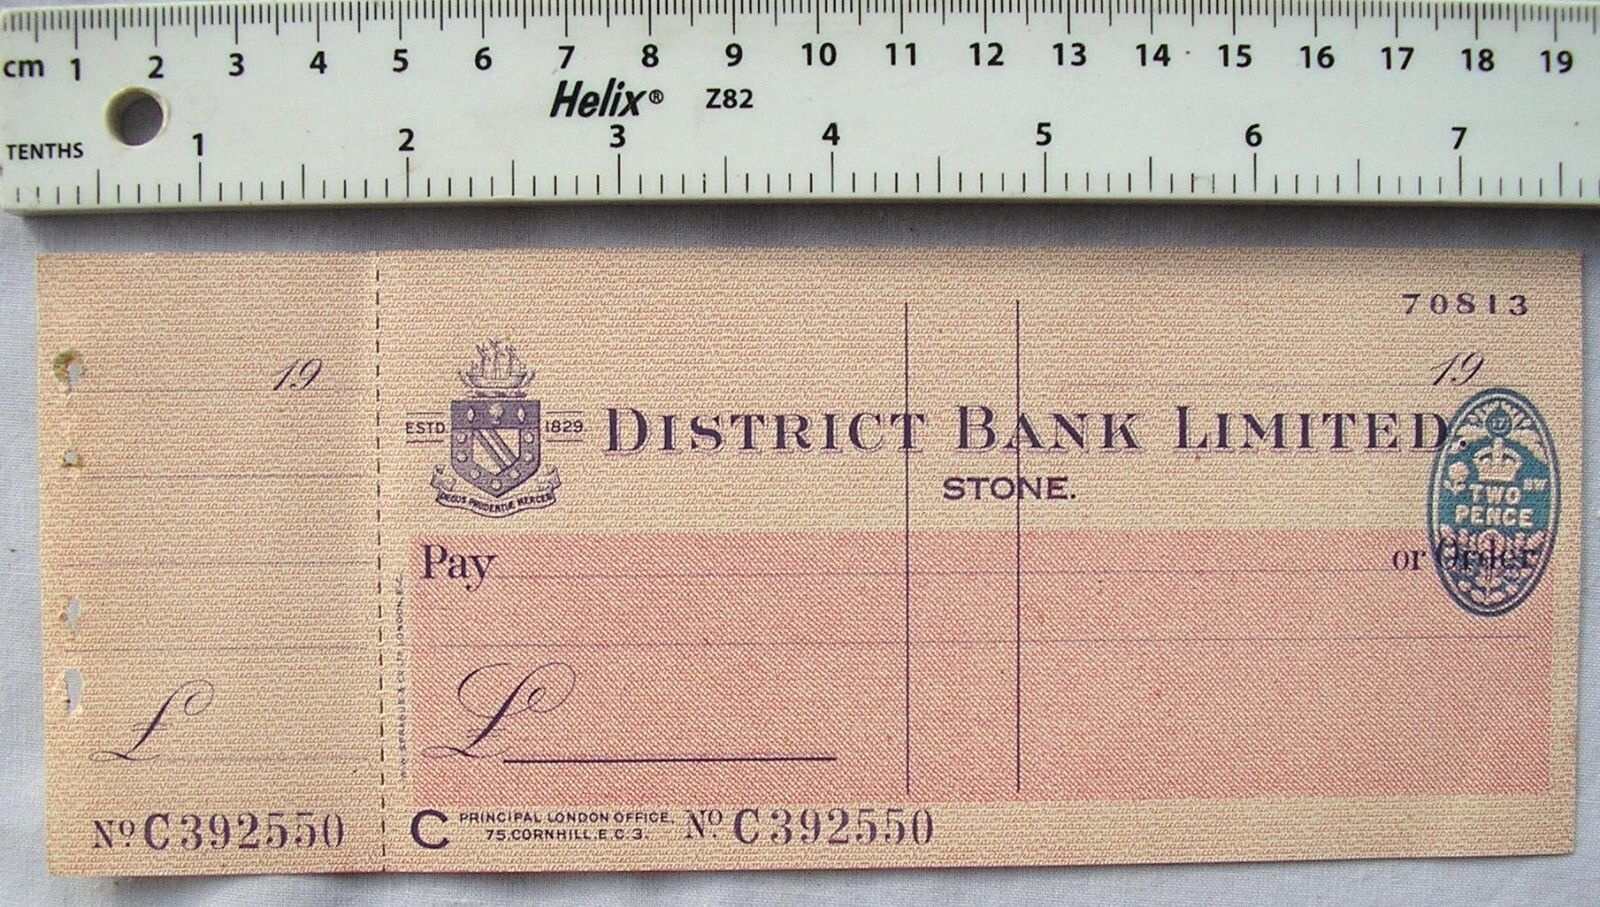 cm 1 2 3 4 5 6 7 8 9 10 11 12 13 14 15 16 17 18 19
Helix® Z82
TENTHS 1 2 3 4 5 6 7
70813
19
19
ESTD 1829
DISTRICT BANK LIMITED.
STONE.
TWO
PENCE
Pay or Order
£
£
PRINCIPAL LONDON OFFICE,
75, CORNHILL, E.C.3.
Nº C392550
C
Nº C392550